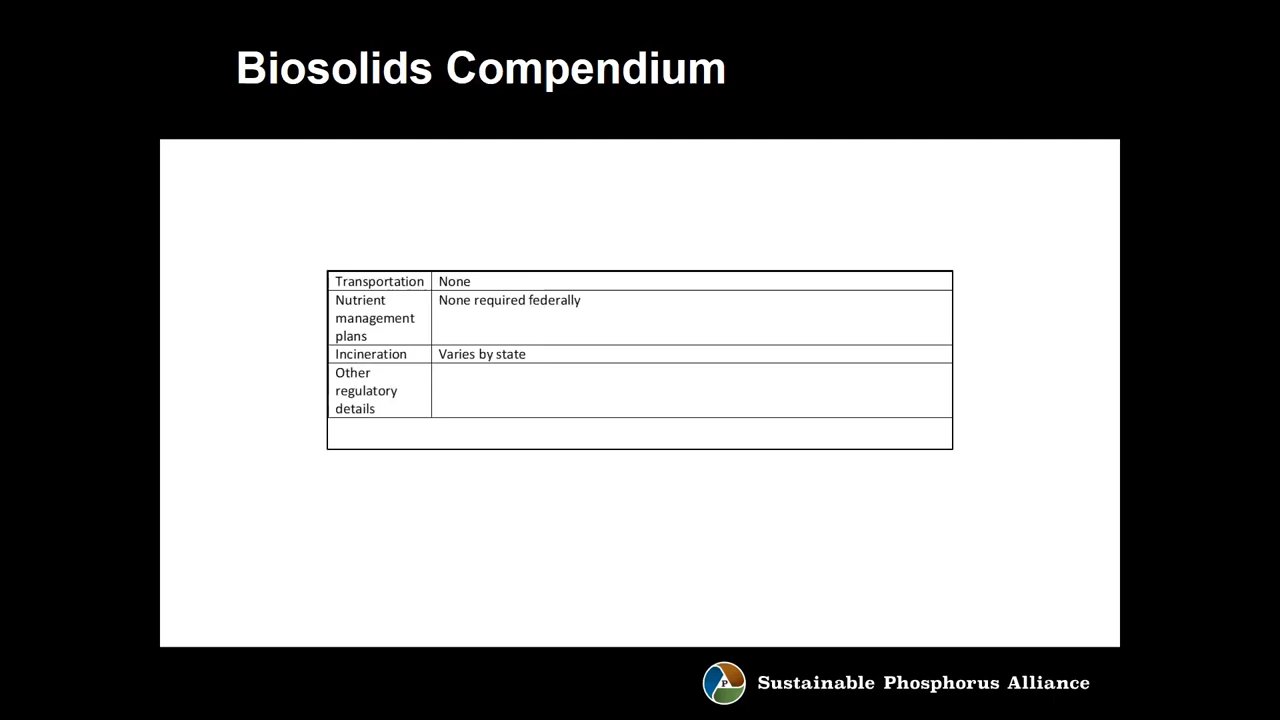 Biosolids Compendium
Transportation None
Nutrient management plans None required federally
Incineration Varies by state
Other regulatory details
P
Sustainable Phosphorus Alliance